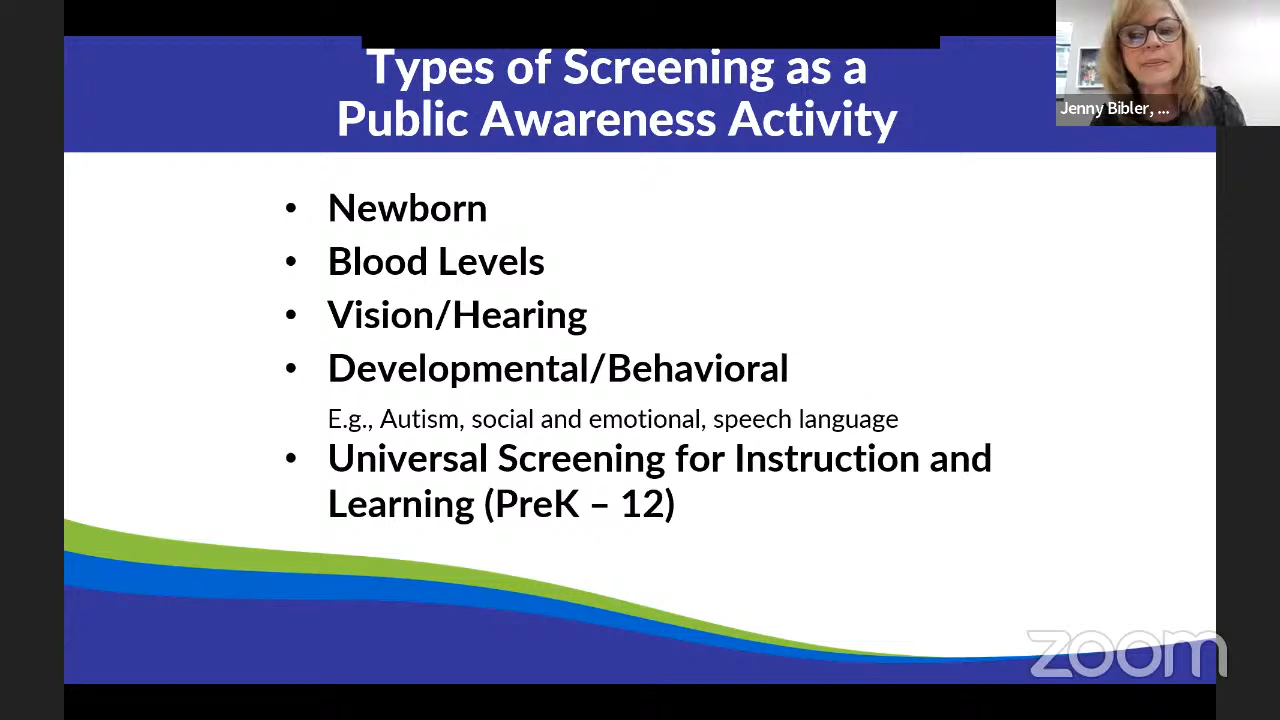 Types of Screening as a
Public Awareness Activity
Jenny Bibler, ...
• Newborn
• Blood Levels
• Vision/Hearing
• Developmental/Behavioral
E.g., Autism, social and emotional, speech language
• Universal Screening for Instruction and
Learning (PreK – 12)
zoom